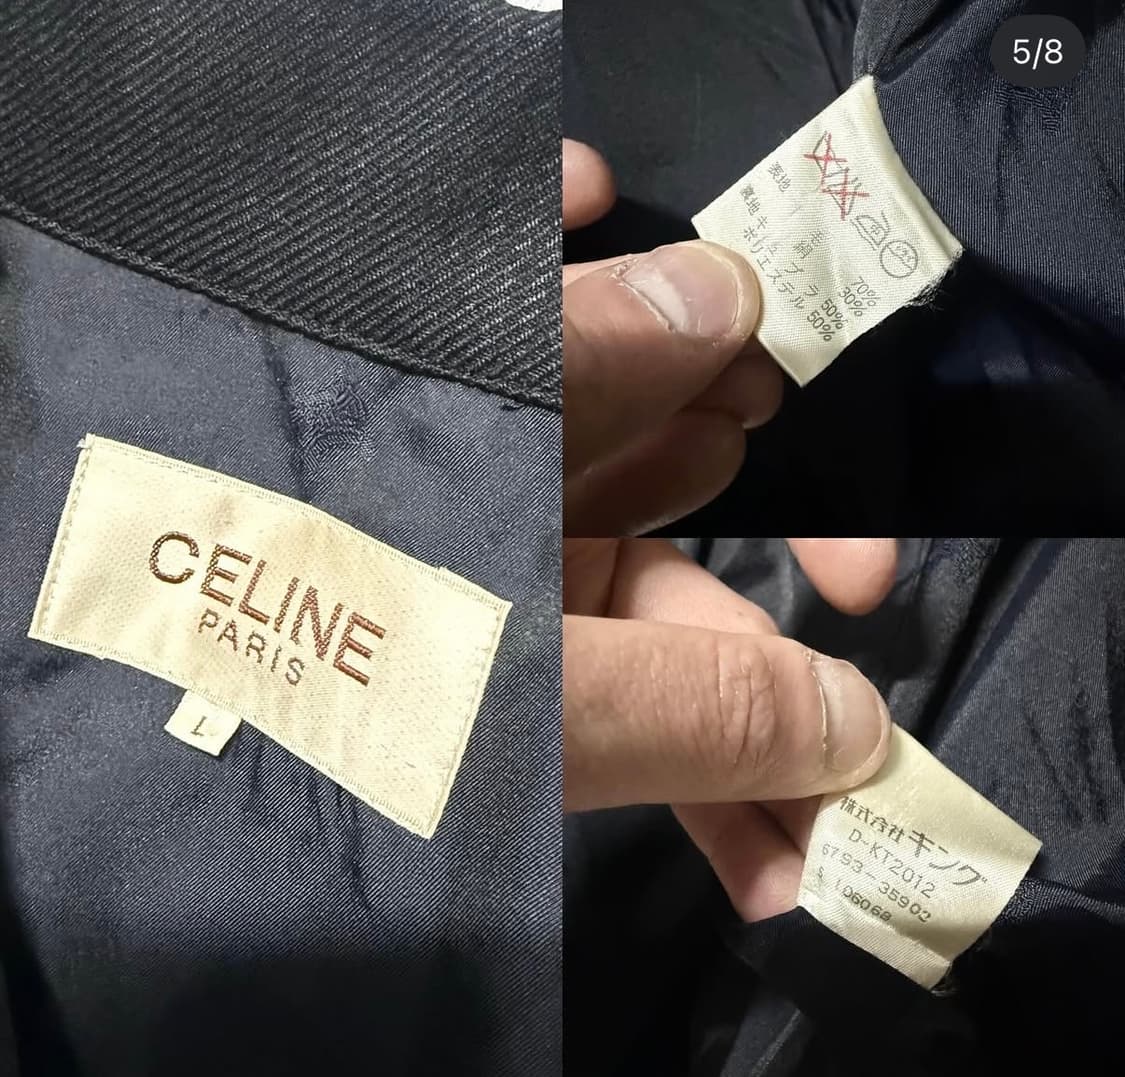 5/8
CELINE
PARIS
L
表地 毛 70%
絹 30%
裏地 キュプラ 50%
ポリエステル 50%
株式会社キング
D-KT2012
6793-35902
106068